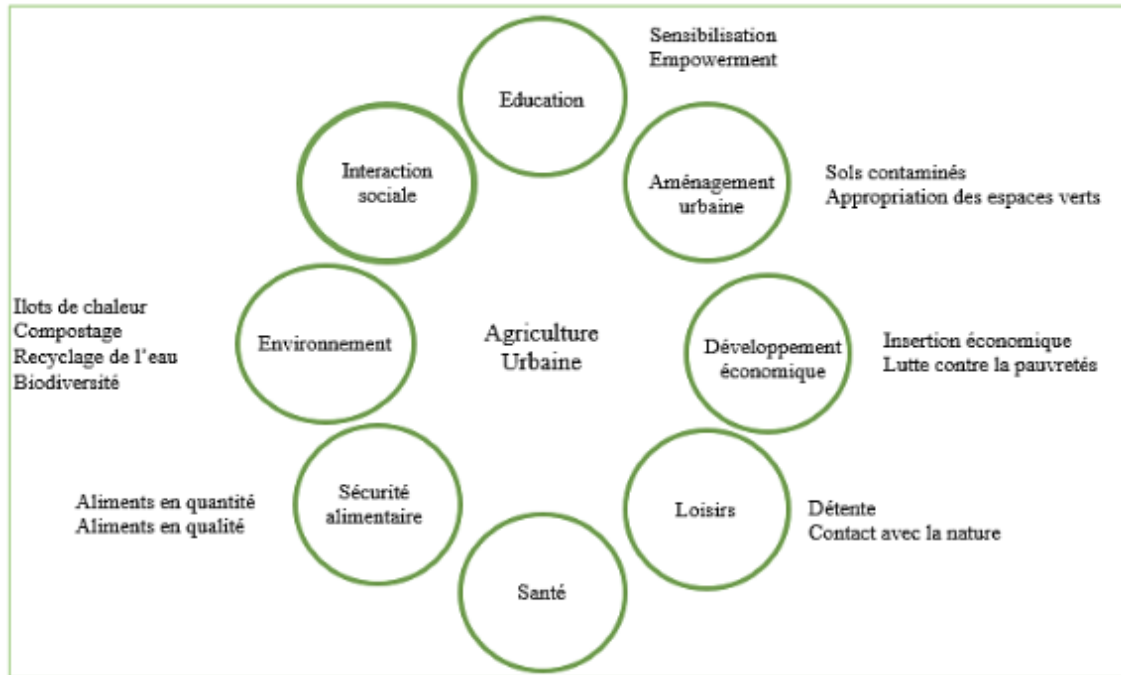 Sensibilisation
Empowerment
Education
Interaction
sociale
Aménagement
urbaine
Sols contaminés
Appropriation des espaces verts
Ilots de chaleur
Compostage
Recyclage de l’eau
Biodiversité
Environnement
Agriculture
Urbaine
Développement
économique
Insertion économique
Lutte contre la pauvretés
Aliments en quantité
Aliments en qualité
Sécurité
alimentaire
Loisirs
Détente
Contact avec la nature
Santé